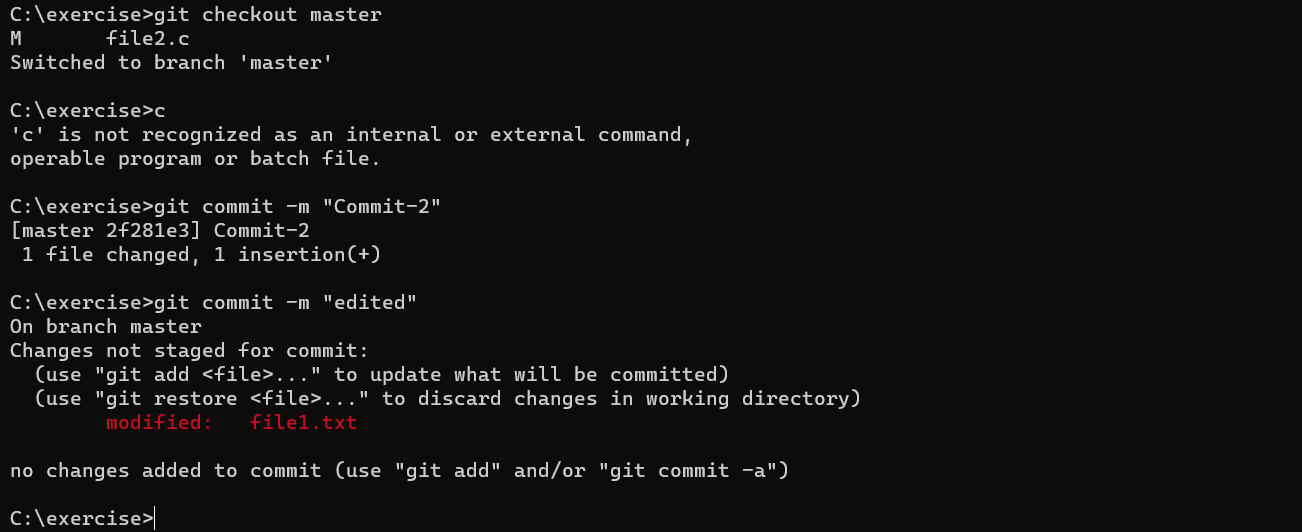 C:\exercise>git checkout master
M       file2.c
Switched to branch 'master'
C:\exercise>c
'c' is not recognized as an internal or external command,
operable program or batch file.
C:\exercise>git commit -m "Commit-2"
[master 2f281e3] Commit-2
 1 file changed, 1 insertion(+)
C:\exercise>git commit -m "edited"
On branch master
Changes not staged for commit:
  (use "git add <file>..." to update what will be committed)
  (use "git restore <file>..." to discard changes in working directory)
        modified:   file1.txt
no changes added to commit (use "git add" and/or "git commit -a")
C:\exercise>